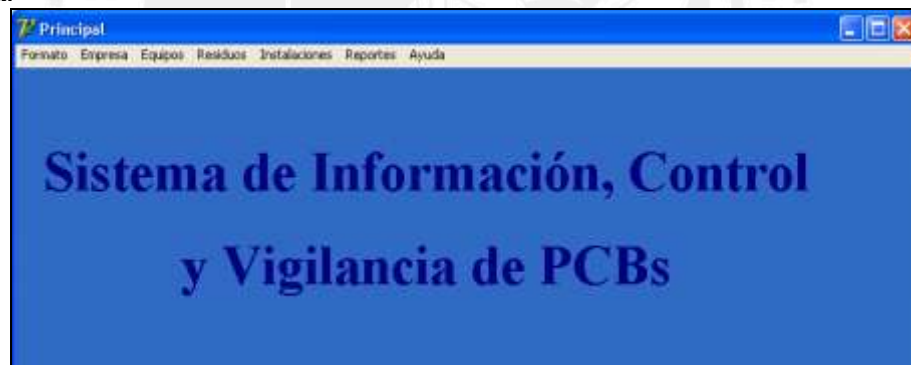 Principal
Formato Empresa Equipos Residuos Instalaciones Reportes Ayuda
Sistema de Información, Control
y Vigilancia de PCBs